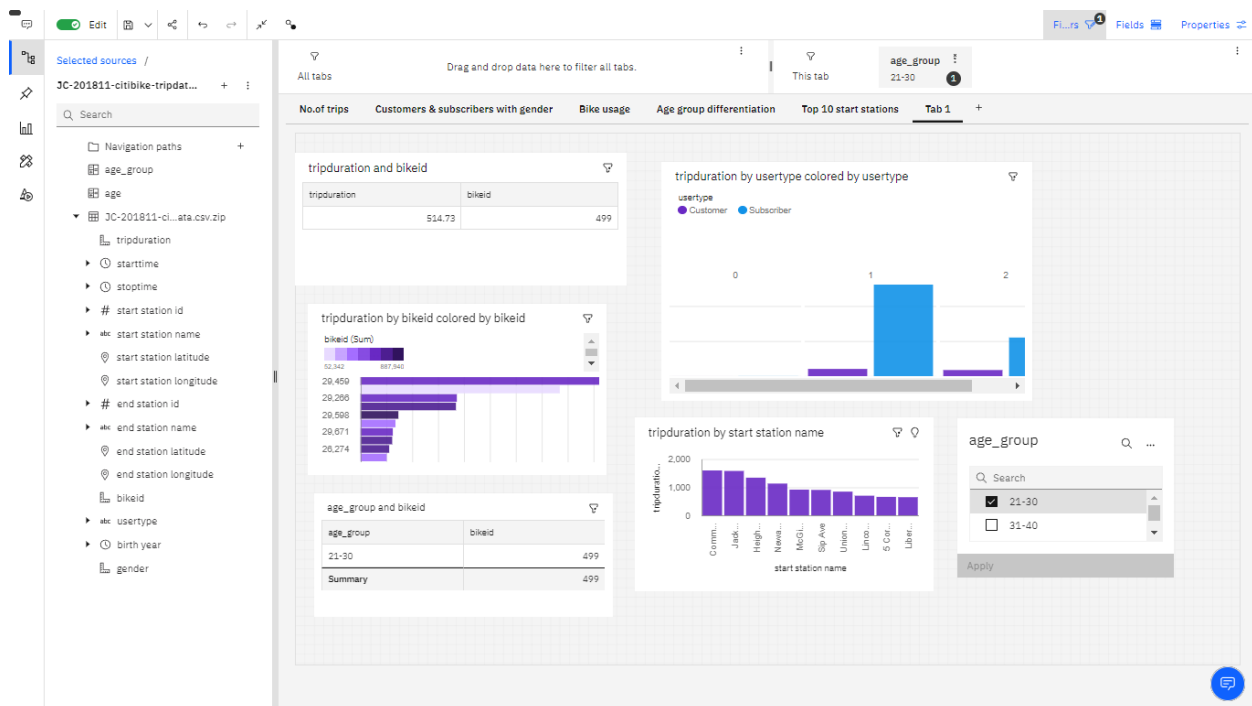 Edit
Fi...rs
1
Fields
Properties
Selected sources /
JC-201811-citibike-tripdat...
Search
Navigation paths
age_group
age
JC-201811-ci...ata.csv.zip
tripduration
starttime
stoptime
# start station id
abc start station name
start station latitude
start station longitude
# end station id
abc end station name
end station latitude
end station longitude
bikeid
abc usertype
birth year
gender
All tabs
Drag and drop data here to filter all tabs.
This tab
age_group
21-30
1
No.of trips
Customers & subscribers with gender
Bike usage
Age group differentiation
Top 10 start stations
Tab 1
tripduration and bikeid
tripduration bikeid
514.73 499
tripduration by usertype colored by usertype
usertype
Customer Subscriber
0 1 2
tripduration by bikeid colored by bikeid
bikeid (Sum)
52,342 887,946
29,459
29,266
29,598
29,671
26,274
tripduration by start station name
tripduratio...
2,000
1,000
0
Comm...
Jack...
Heigh...
Newa...
McGi...
Sip Ave
Union...
Linco...
5 Cor...
Liber...
start station name
age_group
Search
21-30
31-40
Apply
age_group and bikeid
age_group bikeid
21-30 499
Summary 499